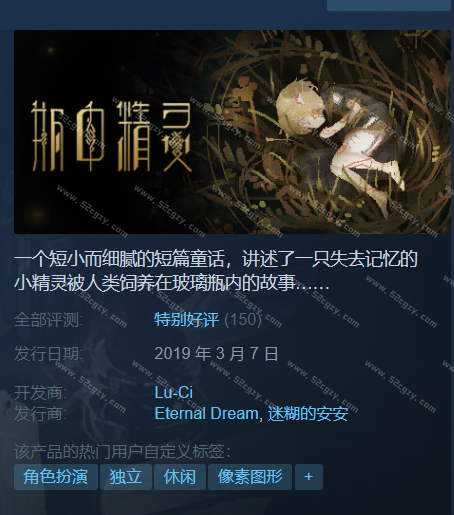 瓶中精灵
一个短小而细腻的短篇童话，讲述了一只失去记忆的
小精灵被人类饲养在玻璃瓶内的故事……
全部评测: 特别好评 (150)
发行日期: 2019 年 3 月 7 日
开发商: Lu-Ci
发行商: Eternal Dream, 迷糊的安安
该产品的热门用户自定义标签:
角色扮演 独立 休闲 像素图形 +
www.52cgzy.com